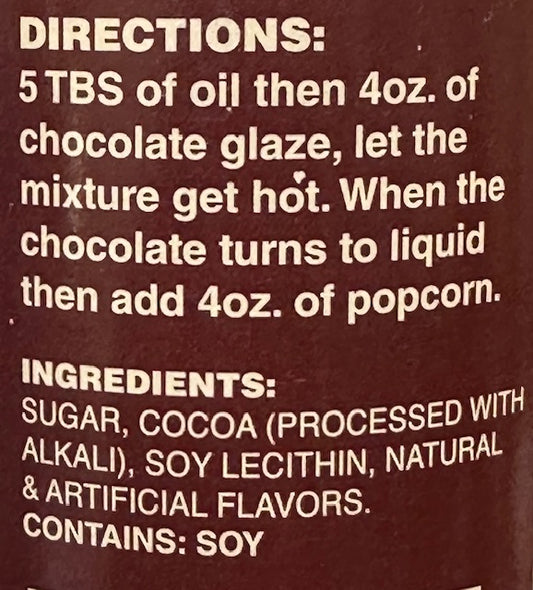 DIRECTIONS:
5 TBS of oil then 4oz. of
chocolate glaze, let the
mixture get hot. When the
chocolate turns to liquid
then add 4oz. of popcorn.
INGREDIENTS:
SUGAR, COCOA (PROCESSED WITH
ALKALI), SOY LECITHIN, NATURAL
& ARTIFICIAL FLAVORS.
CONTAINS: SOY